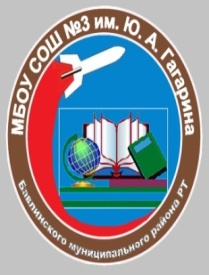 МБОУ СОШ №3 им. Ю. А. Гагарина
Бавлинского муниципального района РТ